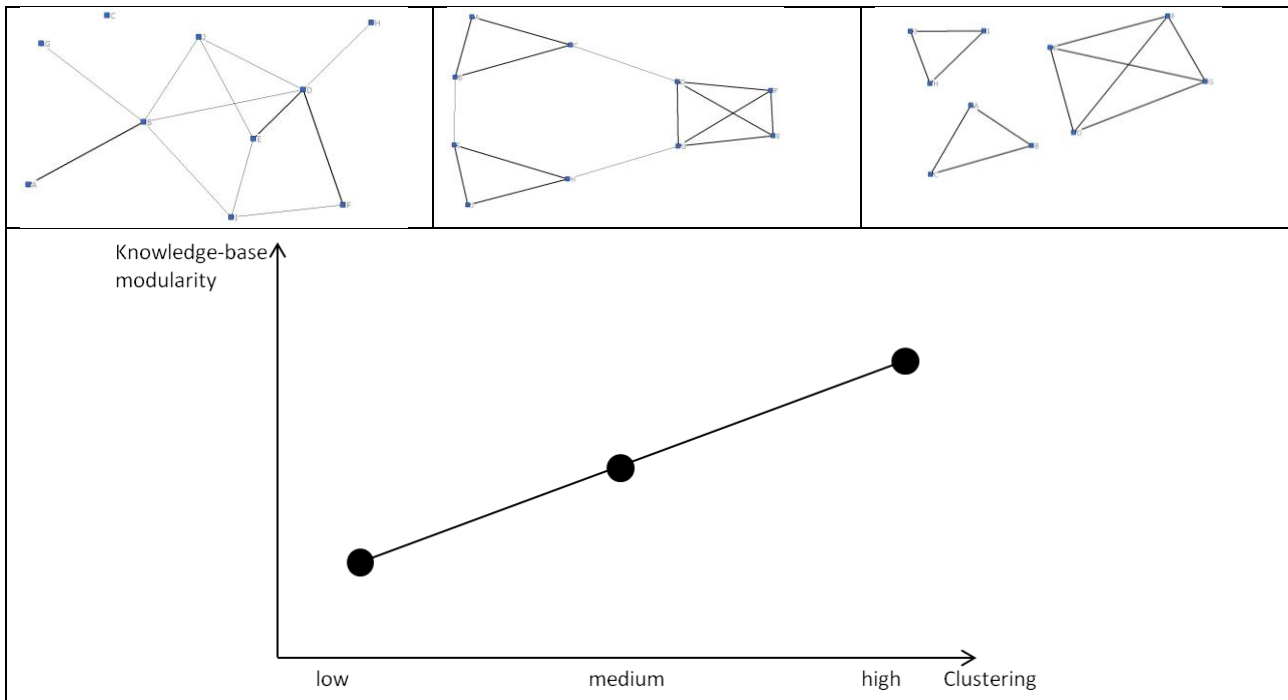 C
H
G
J
D
B
E
A
F
I
A
C
B
F
E
H
J
I
F
G
H
A
D
B
C
Knowledge-base
modularity
low
medium
high
Clustering